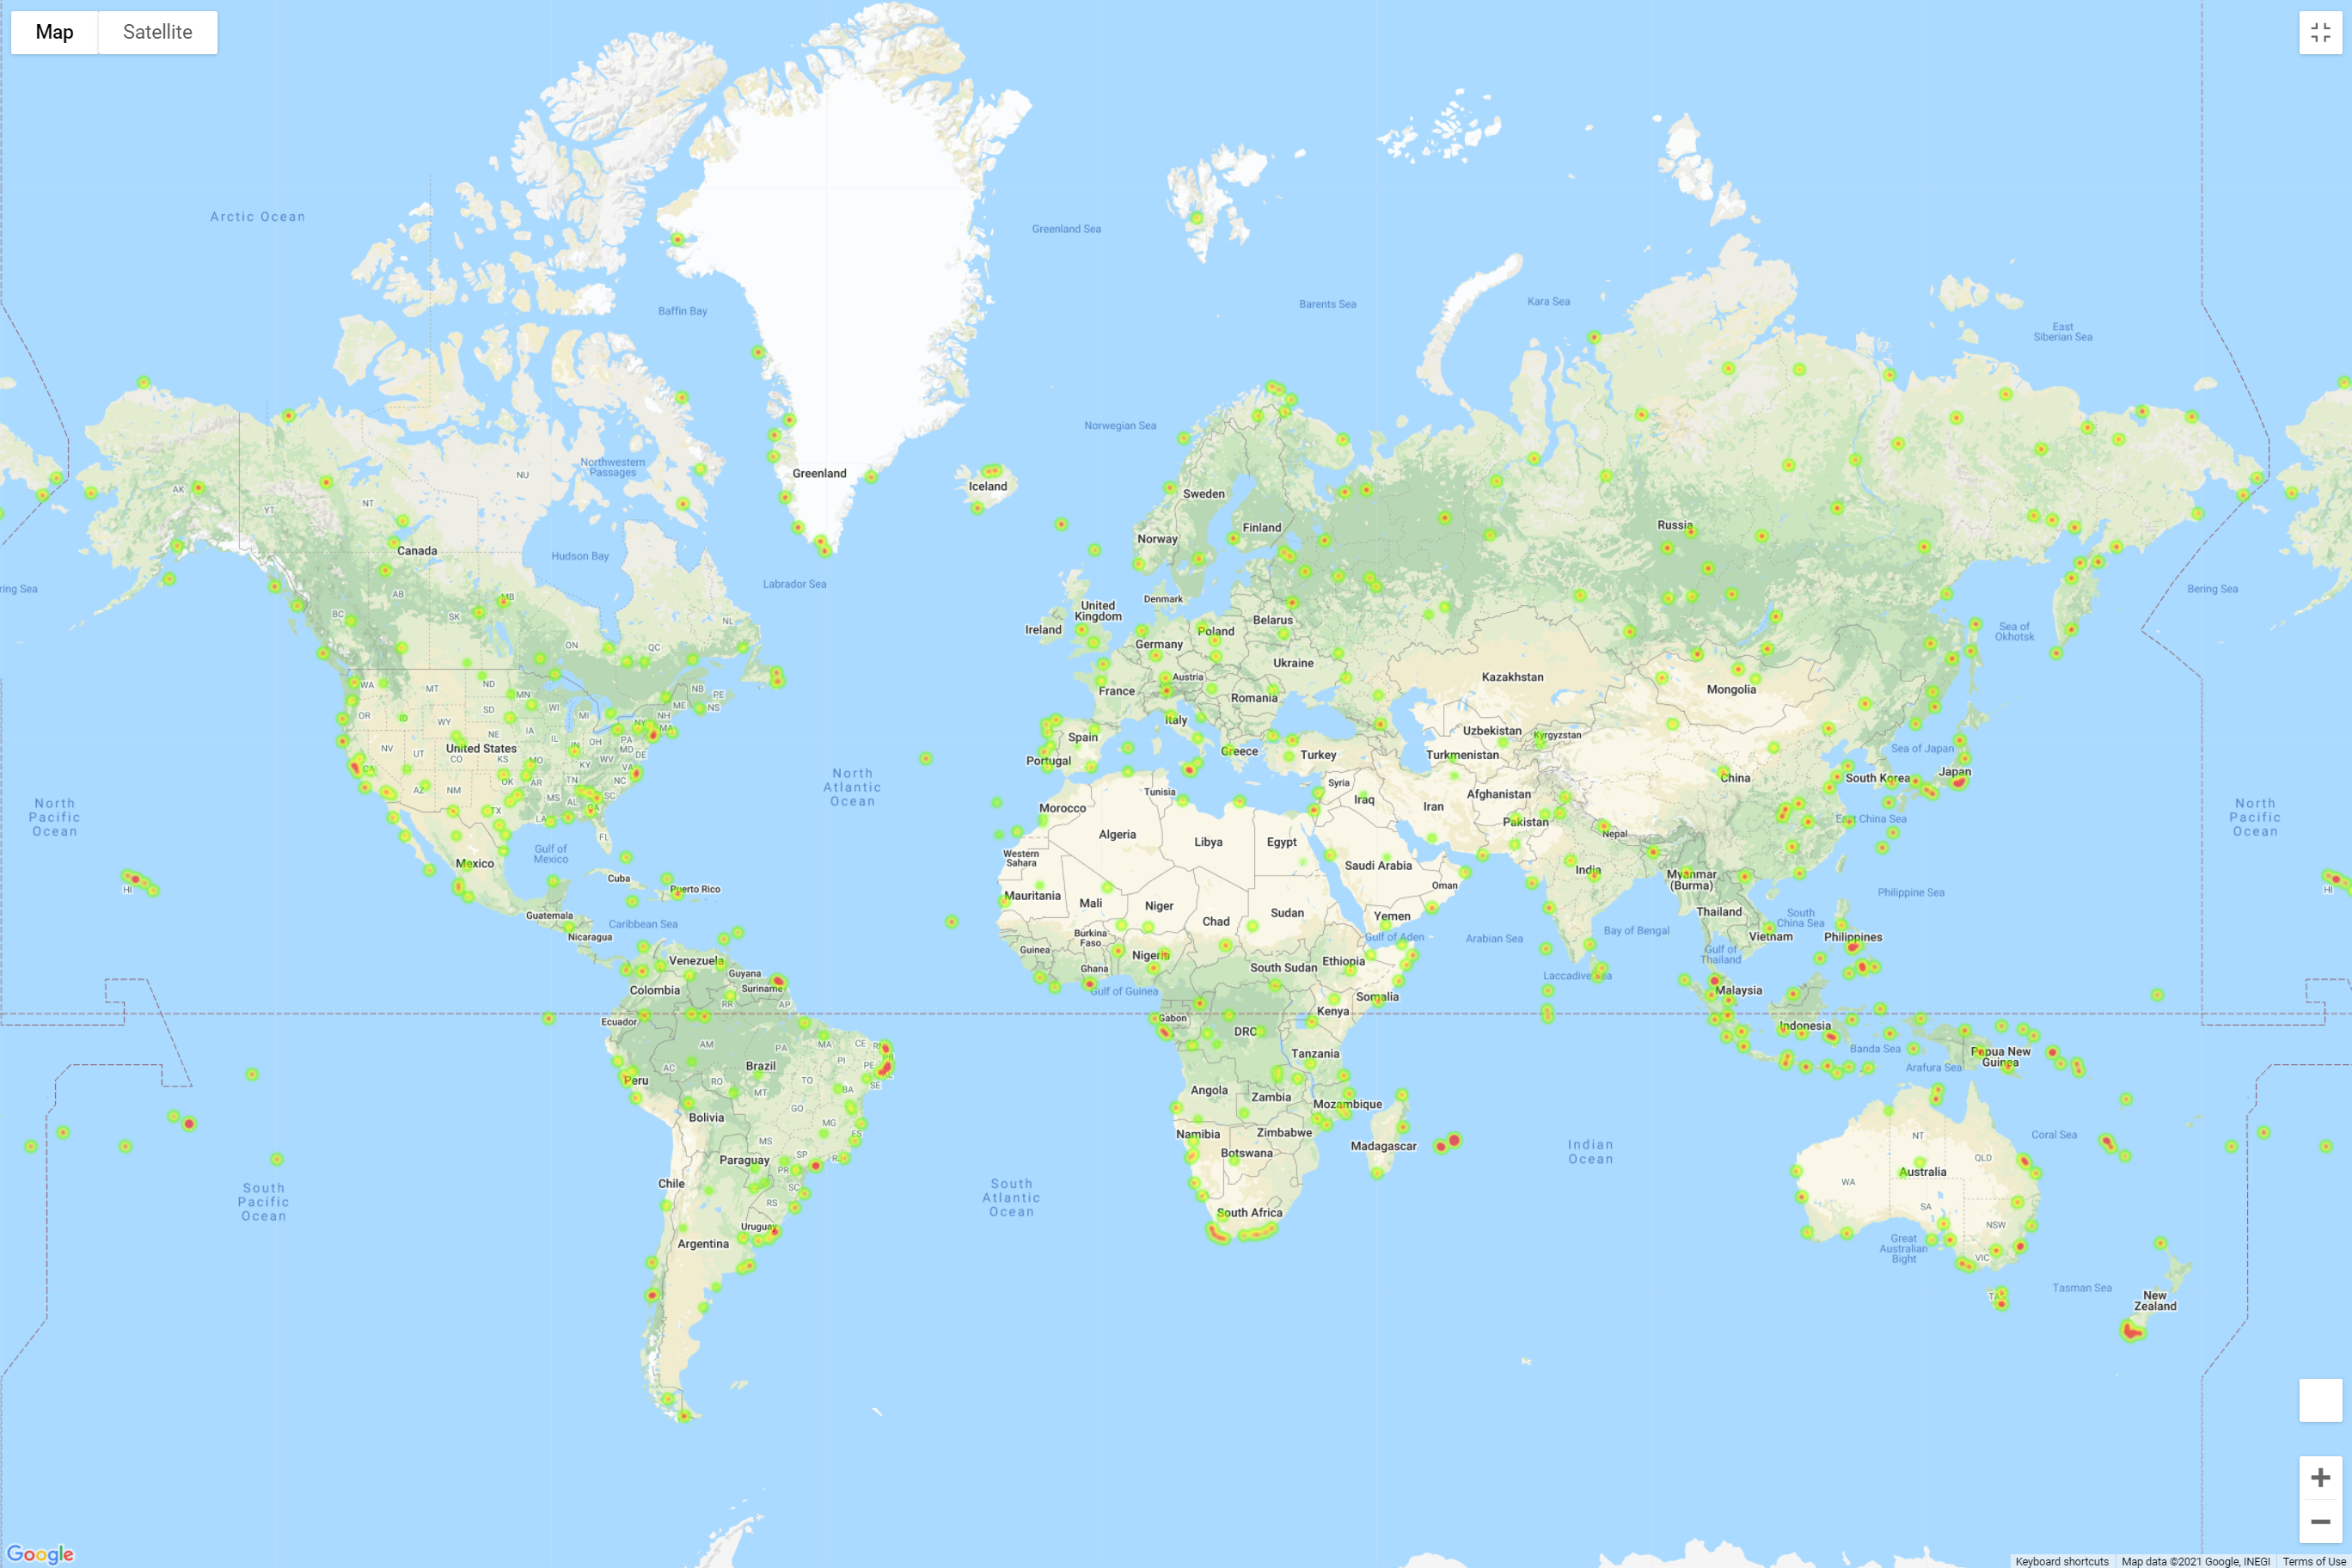 Map
Satellite
Arctic Ocean
Greenland Sea
Barents Sea
Kara Sea
East
Siberian Sea
Baffin Bay
Norwegian Sea
Northwestern
Passages
Greenland
Iceland
Sweden
Finland
Norway
Russia
AK
YT
NT
NU
Canada
Hudson Bay
Labrador Sea
ring Sea
Bering Sea
Sea of
Okhotsk
BC
AB
SK
MB
ON
QC
NL
NB
PE
NS
United
Kingdom
Ireland
Denmark
Belarus
Poland
Germany
Ukraine
Austria
France
Romania
Italy
Kazakhstan
Mongolia
WA
MT
ND
MN
OR
ID
WY
SD
WI
MI
ME
NH
NY
MA
NV
UT
United States
CO
NE
IA
IL
IN
OH
PA
MD
DE
WV
VA
KS
MO
KY
CA
AZ
NM
OK
AR
TN
NC
SC
MS
AL
GA
TX
LA
FL
Spain
Portugal
Greece
Turkey
Uzbekistan
Kyrgyzstan
Turkmenistan
Sea of Japan
Japan
South Korea
China
North
Pacific
Ocean
North
Atlantic
Ocean
North
Pacific
Ocean
Tunisia
Syria
Iraq
Iran
Afghanistan
Morocco
Pakistan
Nepal
East China Sea
Algeria
Libya
Egypt
Western
Sahara
Saudi Arabia
India
Myanmar
(Burma)
Oman
Gulf of
Mexico
Mexico
Cuba
Puerto Rico
HI
HI
Philippine Sea
Mauritania
Mali
Niger
Chad
Sudan
Yemen
Thailand
Guatemala
Caribbean Sea
Nicaragua
Burkina
Faso
Gulf of Aden
Arabian Sea
Bay of Bengal
South
China Sea
Vietnam
Philippines
Guinea
Ghana
Nigeria
Ethiopia
South Sudan
Gulf of
Thailand
Laccadive Sea
Venezuela
Guyana
Suriname
Colombia
RR
AP
Gulf of Guinea
Somalia
Malaysia
Ecuador
Gabon
Kenya
DRC
Indonesia
AM
PA
MA
CE
PI
PE
Banda Sea
Papua New
Guinea
Tanzania
Arafura Sea
Peru
AC
RO
Brazil
TO
SE
BA
MT
Angola
Zambia
Mozambique
Bolivia
GO
MG
ES
Namibia
Zimbabwe
Madagascar
Botswana
Indian
Ocean
Coral Sea
NT
QLD
Australia
WA
SA
NSW
VIC
Great
Australian
Bight
MS
SP
Paraguay
PR
SC
RS
Chile
South
Pacific
Ocean
South
Atlantic
Ocean
Uruguay
Argentina
South Africa
Tasman Sea
New
Zealand
Google
Keyboard shortcuts
Map data ©2021 Google, INEGI
Terms of Use